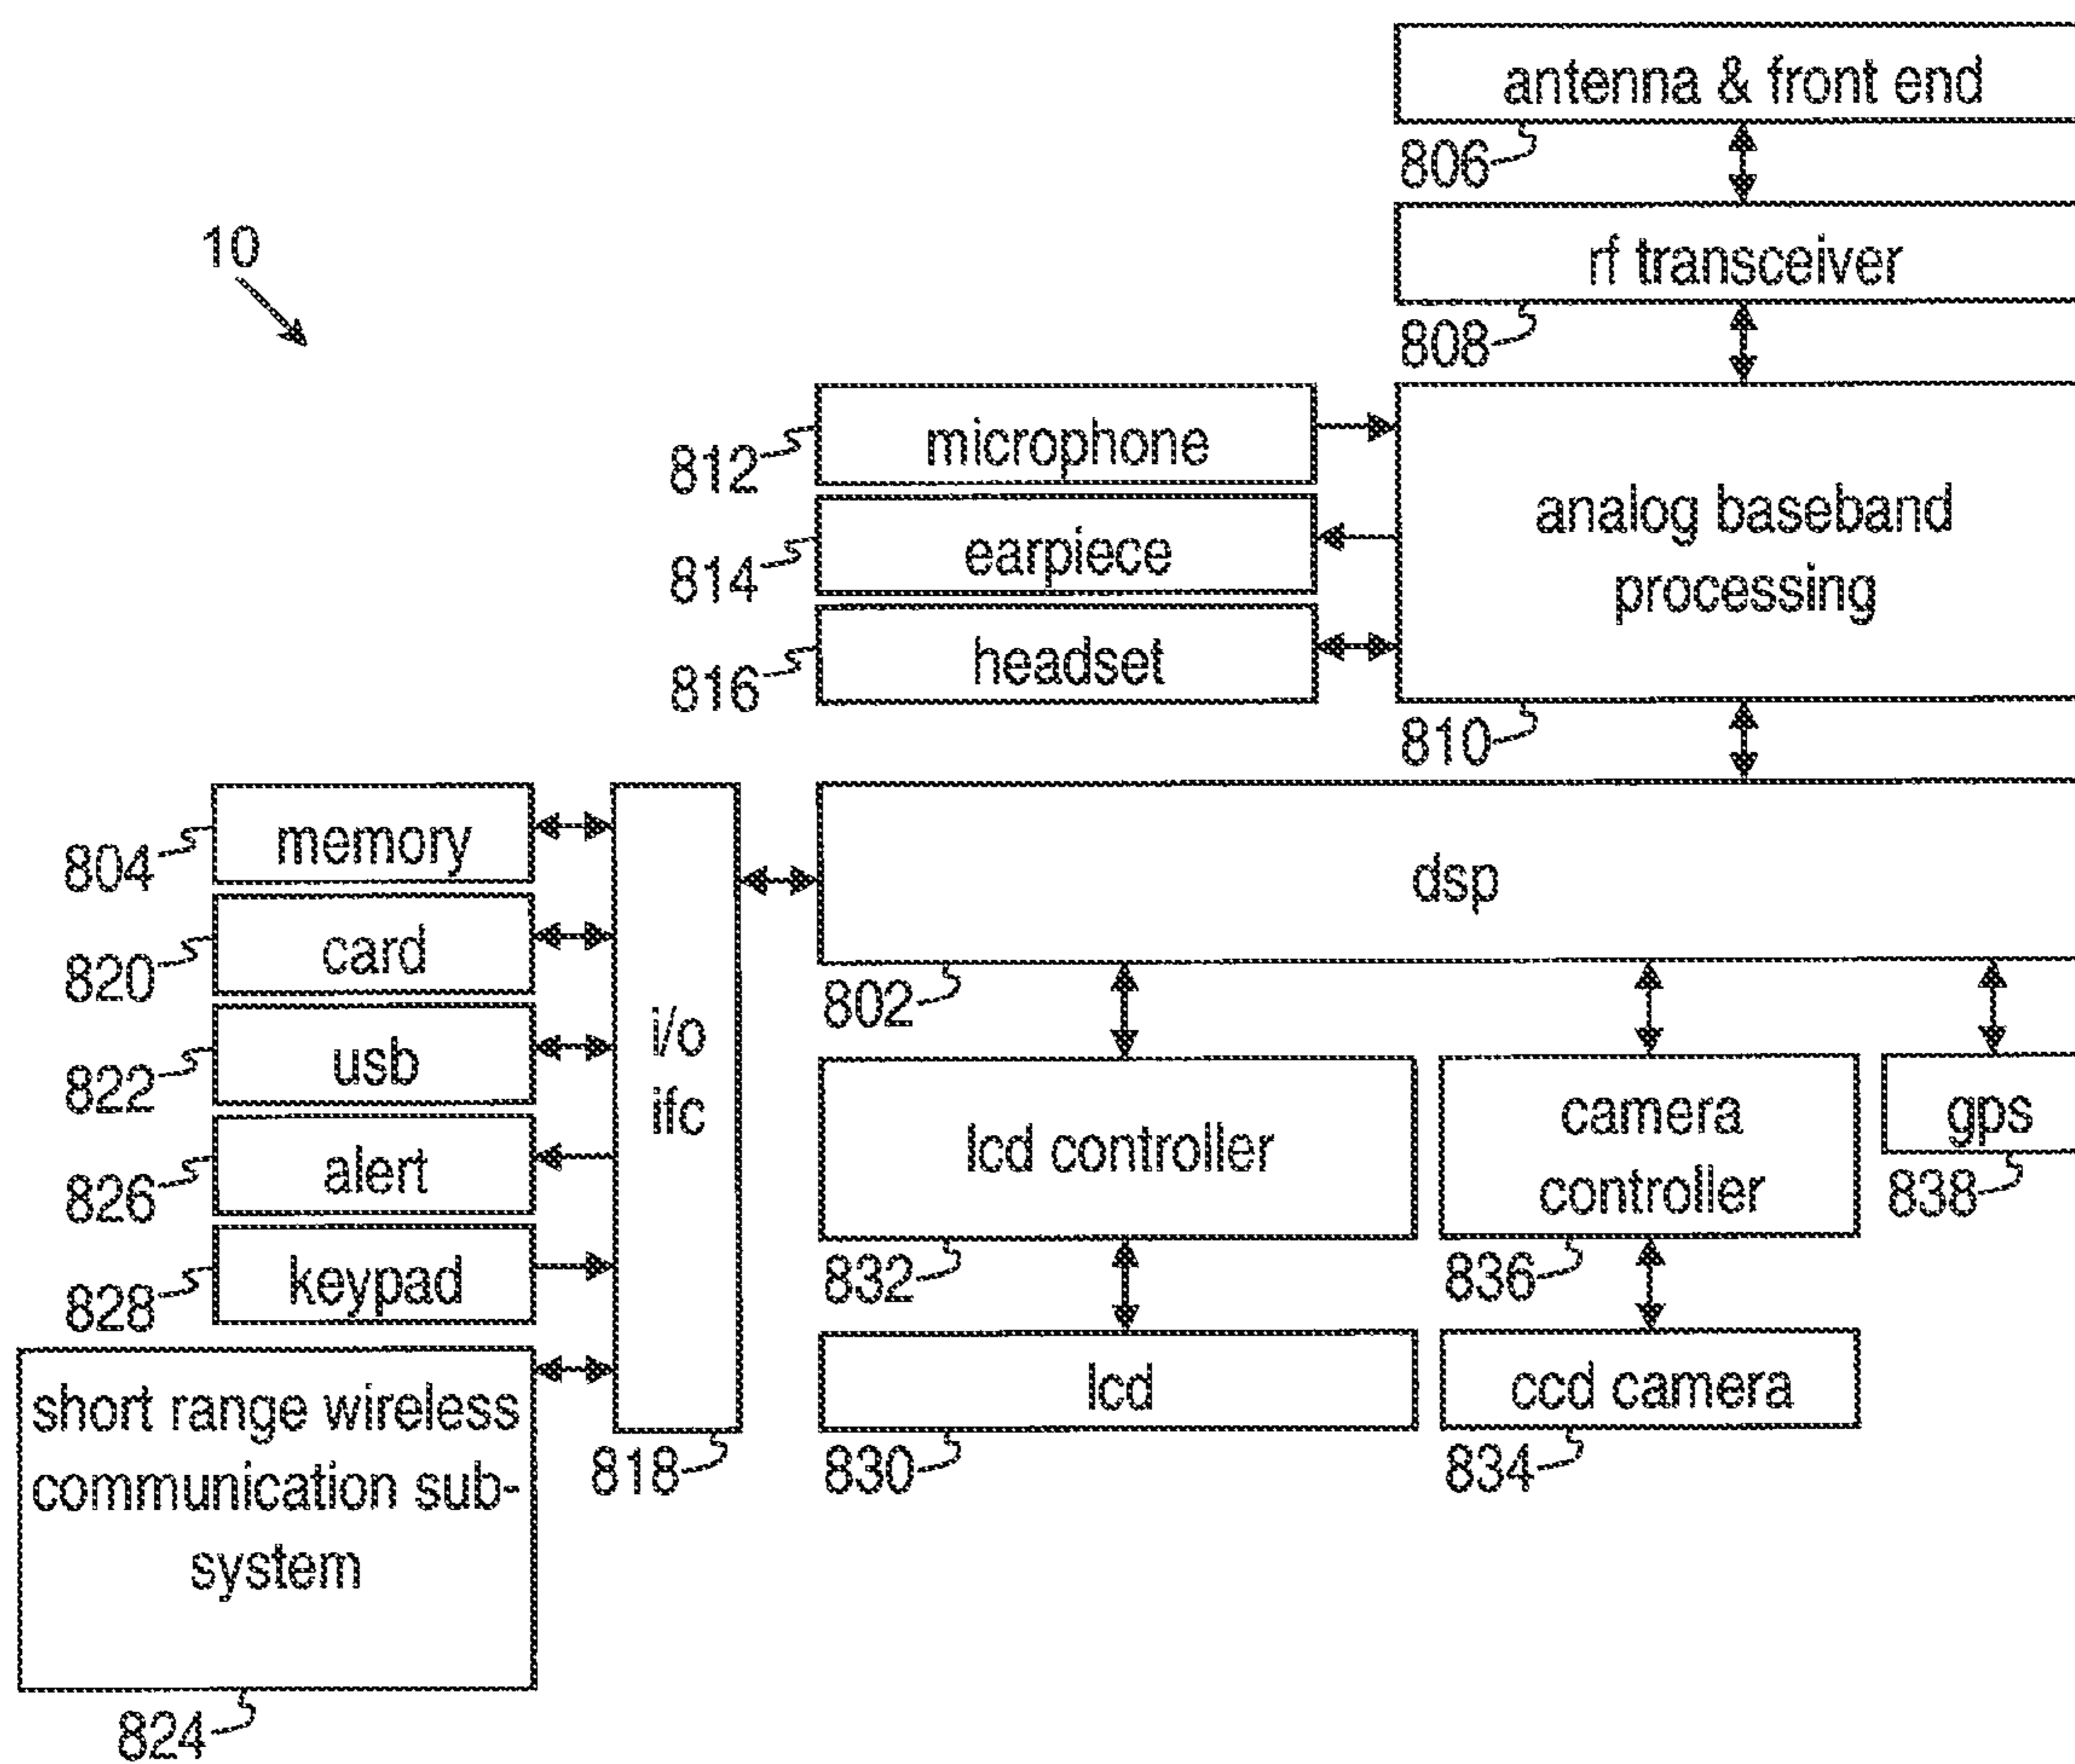 antenna & front end
806
10
rf transceiver
808
microphone
812
analog baseband
processing
earpiece
814
headset
816
810
memory
804
dsp
card
820
802
i/o
ifc
usb
822
lcd controller
camera
controller
gps
838
alert
826
keypad
828
832
836
short range wireless
communication sub-
system
lcd
ccd camera
818
830
834
824